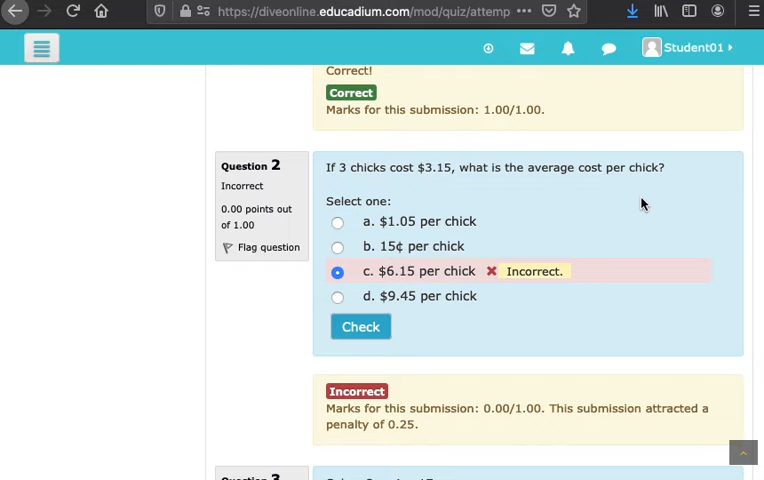 https://diveonline.educadium.com/mod/quiz/attemp
Student01
Correct!
Correct
Marks for this submission: 1.00/1.00.
Question 2
Incorrect
0.00 points out
of 1.00
Flag question
If 3 chicks cost $3.15, what is the average cost per chick?
Select one:
a. $1.05 per chick
b. 15¢ per chick
c. $6.15 per chick Incorrect.
d. $9.45 per chick
Check
Incorrect
Marks for this submission: 0.00/1.00. This submission attracted a
penalty of 0.25.
Question 3